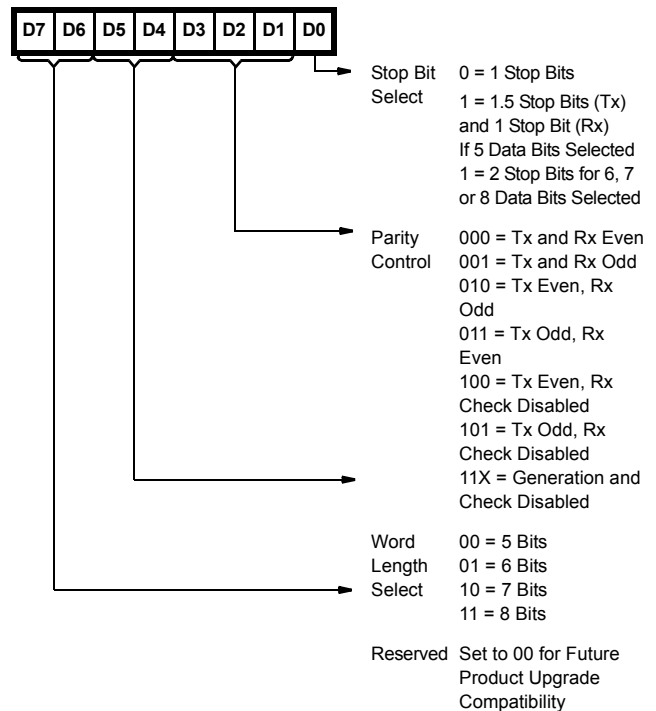 D7 D6 D5 D4 D3 D2 D1 D0
Stop Bit Select
0 = 1 Stop Bits
1 = 1.5 Stop Bits (Tx)
and 1 Stop Bit (Rx)
If 5 Data Bits Selected
1 = 2 Stop Bits for 6, 7
or 8 Data Bits Selected
Parity
Control
000 = Tx and Rx Even
001 = Tx and Rx Odd
010 = Tx Even, Rx
Odd
011 = Tx Odd, Rx
Even
100 = Tx Even, Rx
Check Disabled
101 = Tx Odd, Rx
Check Disabled
11X = Generation and
Check Disabled
Word
Length
Select
00 = 5 Bits
01 = 6 Bits
10 = 7 Bits
11 = 8 Bits
Reserved
Set to 00 for Future
Product Upgrade
Compatibility